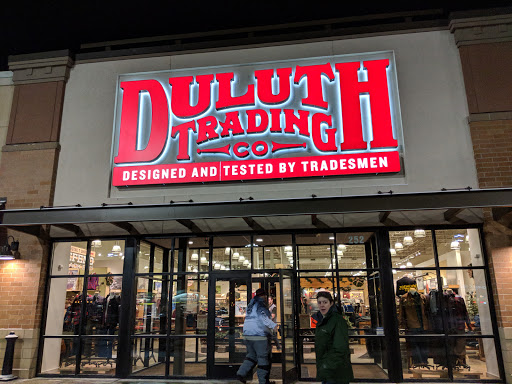 DULUTH
TRADING
CO
DESIGNED AND TESTED BY TRADESMEN
252